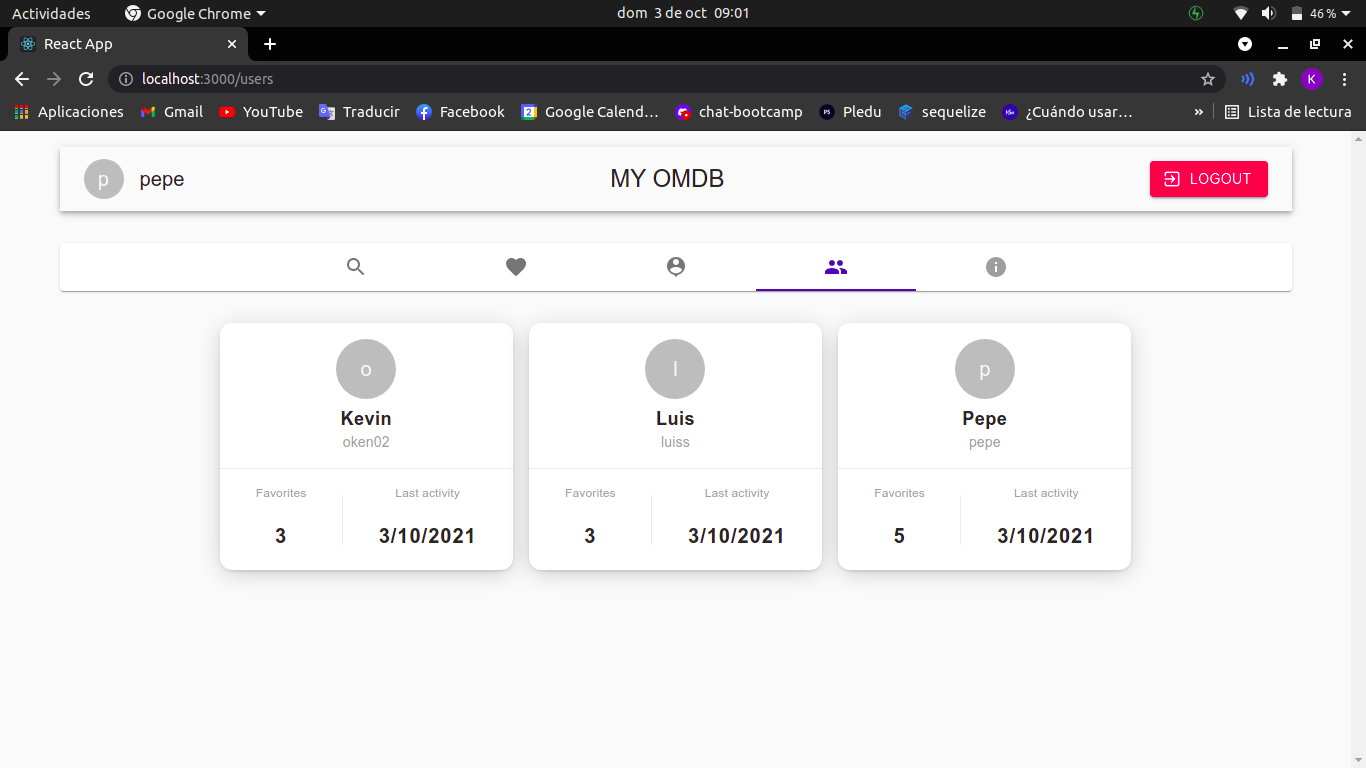 Actividades Google Chrome dom 3 de oct 09:01 46 %
React App
localhost:3000/users K
Aplicaciones Gmail YouTube Traducir Facebook Google Calend… chat-bootcamp Pledu sequelize ¿Cuándo usar… » Lista de lectura
p pepe MY OMDB LOGOUT
o l p
Kevin Luis Pepe
oken02 luiss pepe
Favorites Last activity Favorites Last activity Favorites Last activity
3 3/10/2021 3 3/10/2021 5 3/10/2021